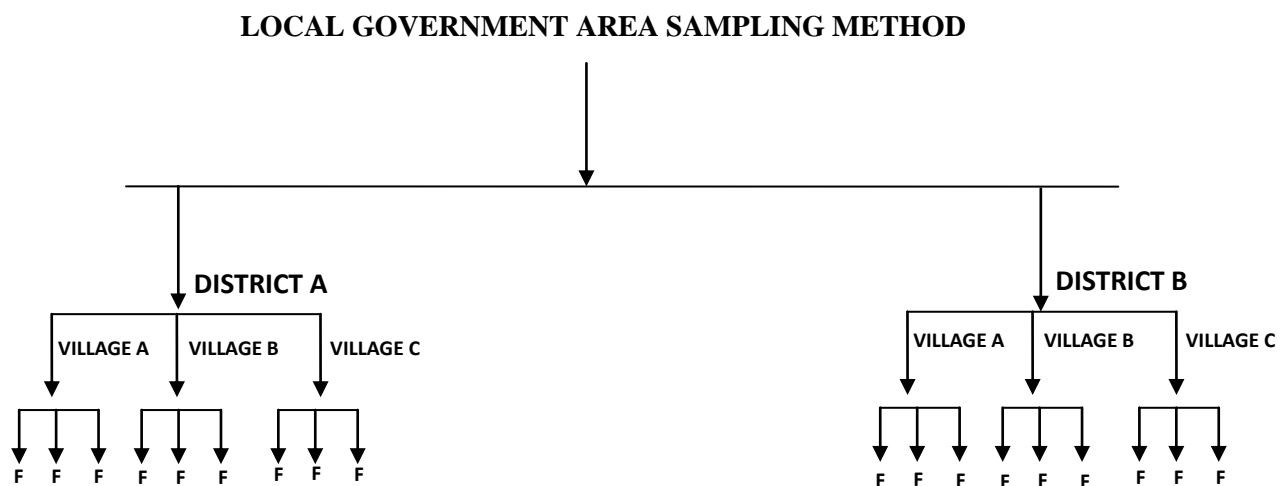 LOCAL GOVERNMENT AREA SAMPLING METHOD
DISTRICT A DISTRICT B
VILLAGE A VILLAGE B VILLAGE C VILLAGE A VILLAGE B VILLAGE C
F F F F F F F F F F F F F F F F F F